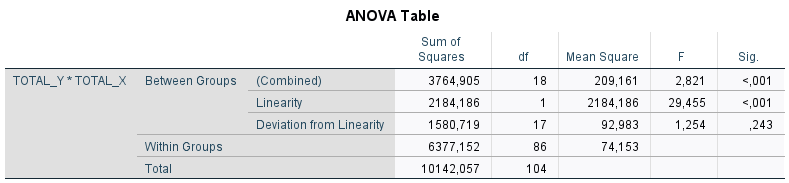 ANOVA Table
Sum of Squares df Mean Square F Sig.
TOTAL_Y * TOTAL_X Between Groups (Combined) 3764,905 18 209,161 2,821 <,001
Linearity 2184,186 1 2184,186 29,455 <,001
Deviation from Linearity 1580,719 17 92,983 1,254 ,243
Within Groups 6377,152 86 74,153
Total 10142,057 104